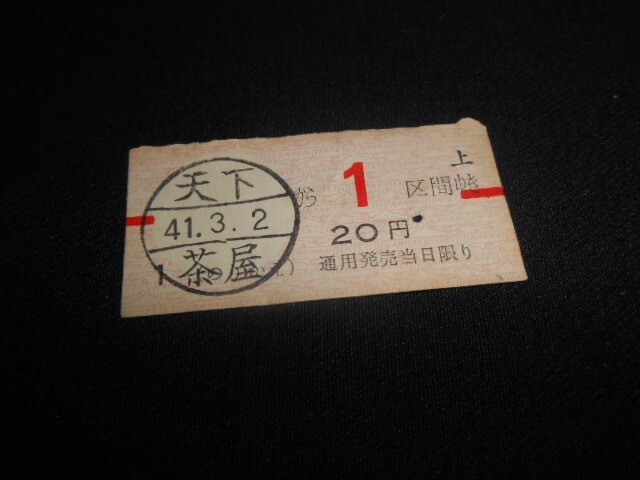 上
天下 から 1 区間
41.3.2
20円
1 茶屋
通用発売当日限り